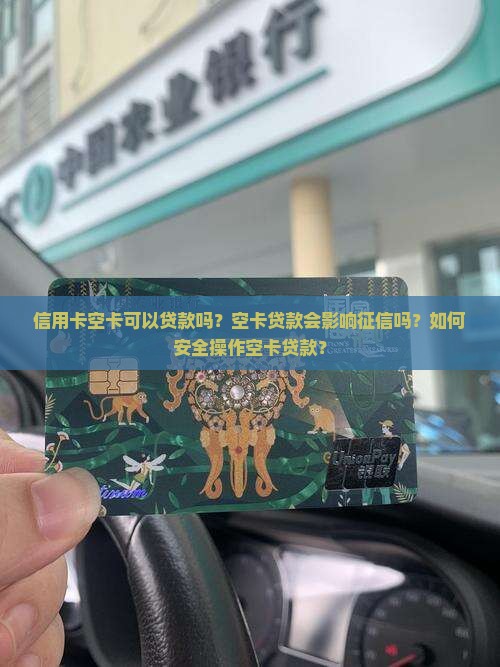 中国农业银行
信用卡空卡可以贷款吗？空卡贷款会影响征信吗？如何
安全操作空卡贷款？
UnionPay
银联